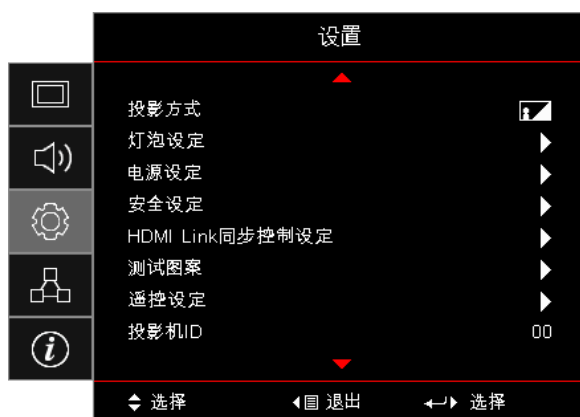 设置
投影方式
灯泡设定
电源设定
安全设定
HDMI Link同步控制设定
测试图案
遥控设定
投影机ID 00
选择 退出 选择